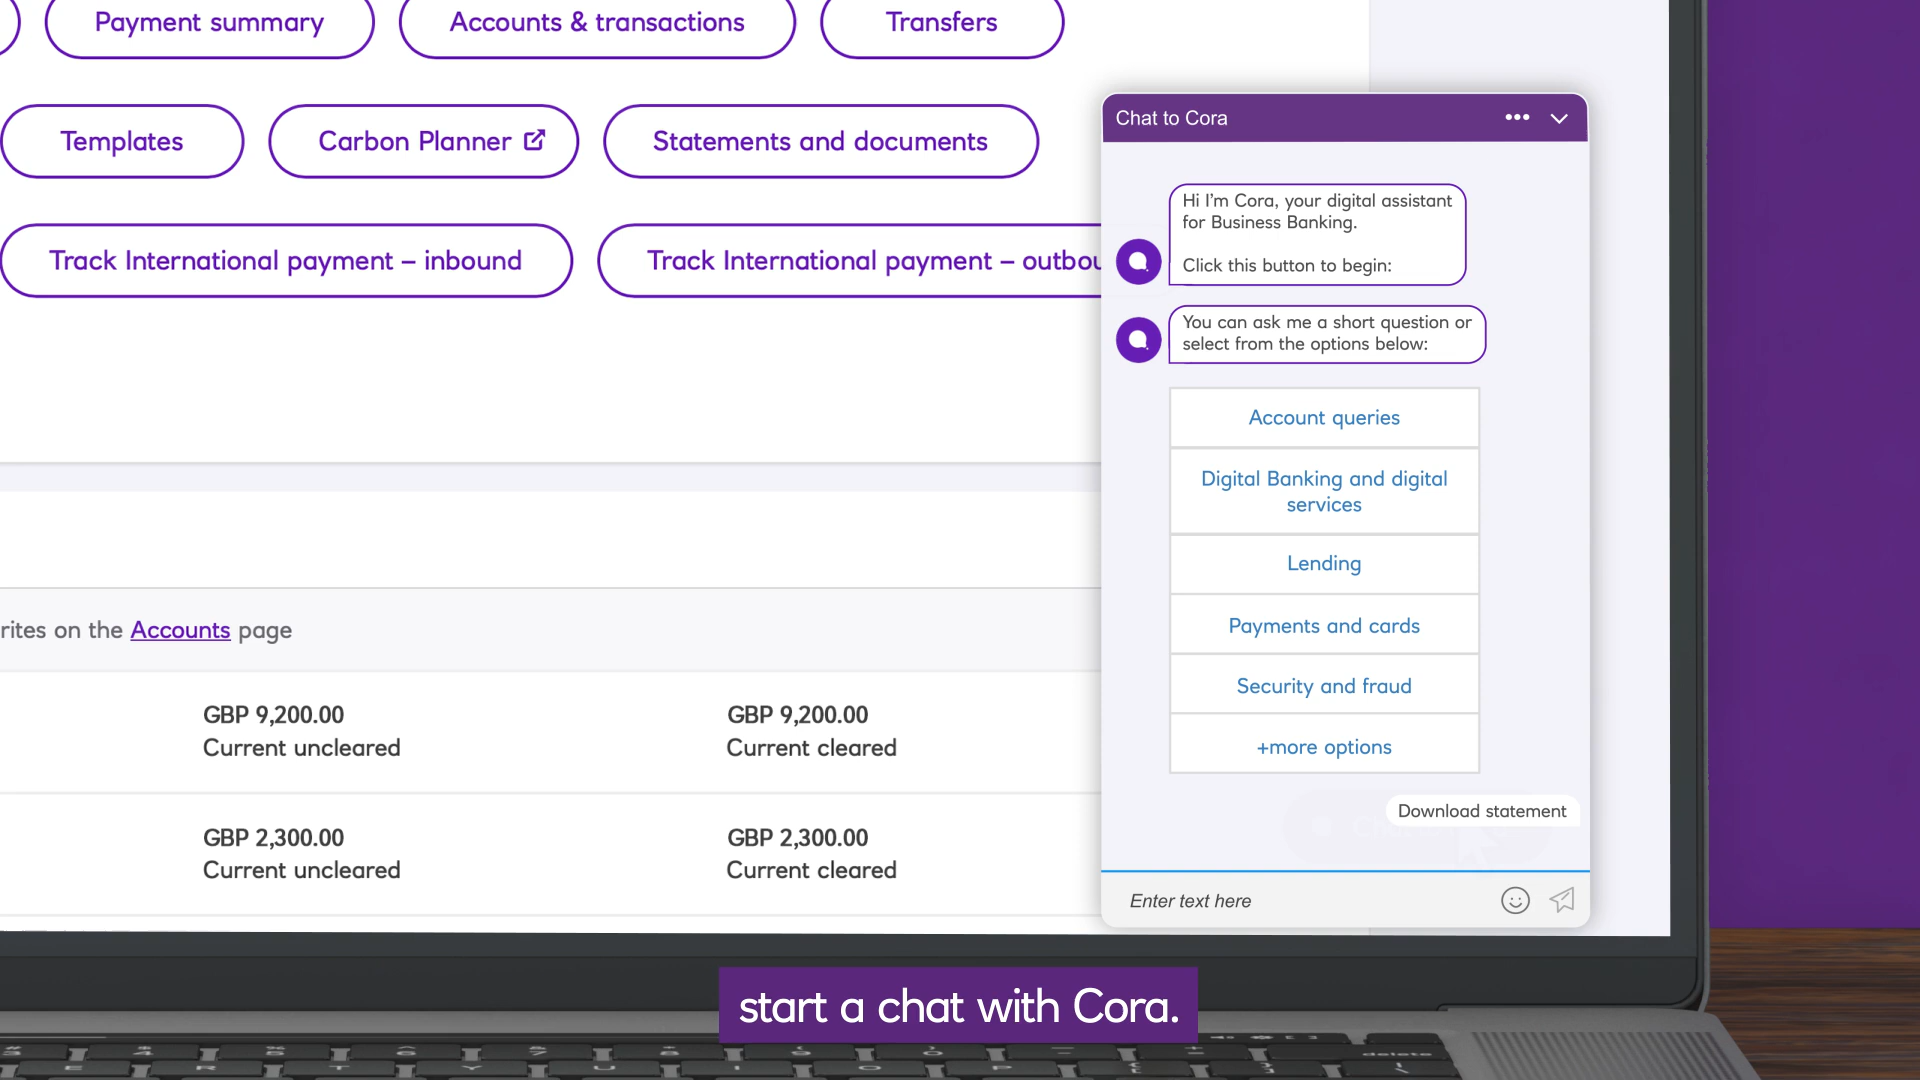 Payment summary
Accounts & transactions
Transfers
Templates
Carbon Planner
Statements and documents
Track International payment – inbound
Track International payment – outbou
rites on the Accounts page
GBP 9,200.00
Current uncleared
GBP 9,200.00
Current cleared
GBP 2,300.00
Current uncleared
GBP 2,300.00
Current cleared
Chat to Cora
Hi I'm Cora, your digital assistant
for Business Banking.
Click this button to begin:
You can ask me a short question or
select from the options below:
Account queries
Digital Banking and digital
services
Lending
Payments and cards
Security and fraud
+more options
Download statement
Enter text here
start a chat with Cora.
delete